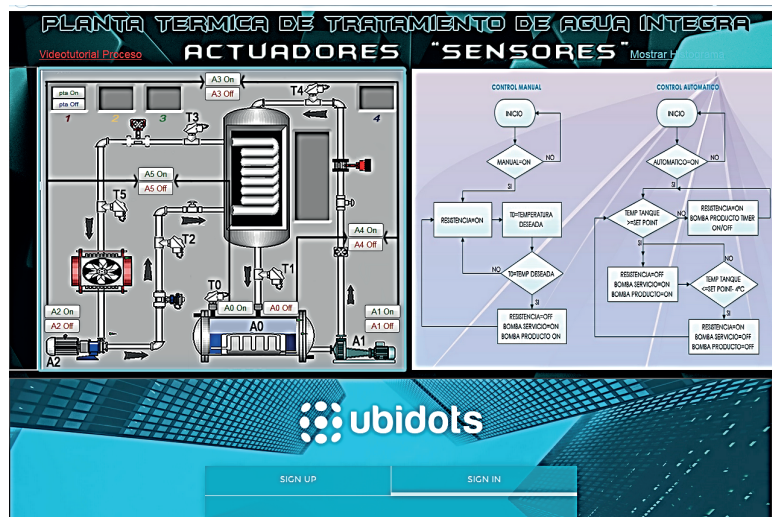 PLANTA TERMICA DE TRATAMIENTO DE AGUA INTEGRA
Videotutorial Proceso
ACTUADORES "SENSORES"
Mostrar
pta On
pta Off
1
2
3
A3 On
A3 Off
4
T3
T4
A5 On
A5 Off
T5
T2
A4 On
A4 Off
T0
T1
A0 On
A0 Off
A2 On
A2 Off
A1 On
A1 Off
A0
A1
A2
CONTROL MANUAL
INICIO
MANUAL=ON
NO
SI
RESISTENCIA=ON
T0=TEMPERATURA
DESEADA
NO
T0=TEMP DESEADA
SI
RESISTENCIA=OFF
BOMBA SERVICIO=ON
BOMBA PRODUCTO ON
CONTROL AUTOMATICO
INICIO
AUTOMATICO=ON
NO
SI
TEMP TANQUE
>=SET POINT
NO
RESISTENCIA=ON
BOMBA PRODUCTO TIMER
ON/OFF
SI
NO
RESISTENCIA=OFF
BOMBA SERVICIO=ON
BOMBA PRODUCTO=ON
TEMP TANQUE
<=SET POINT- 4°C
SI
RESISTENCIA=ON
BOMBA SERVICIO=OFF
BOMBA PRODUCTO=OFF
ubidots
SIGN UP
SIGN IN